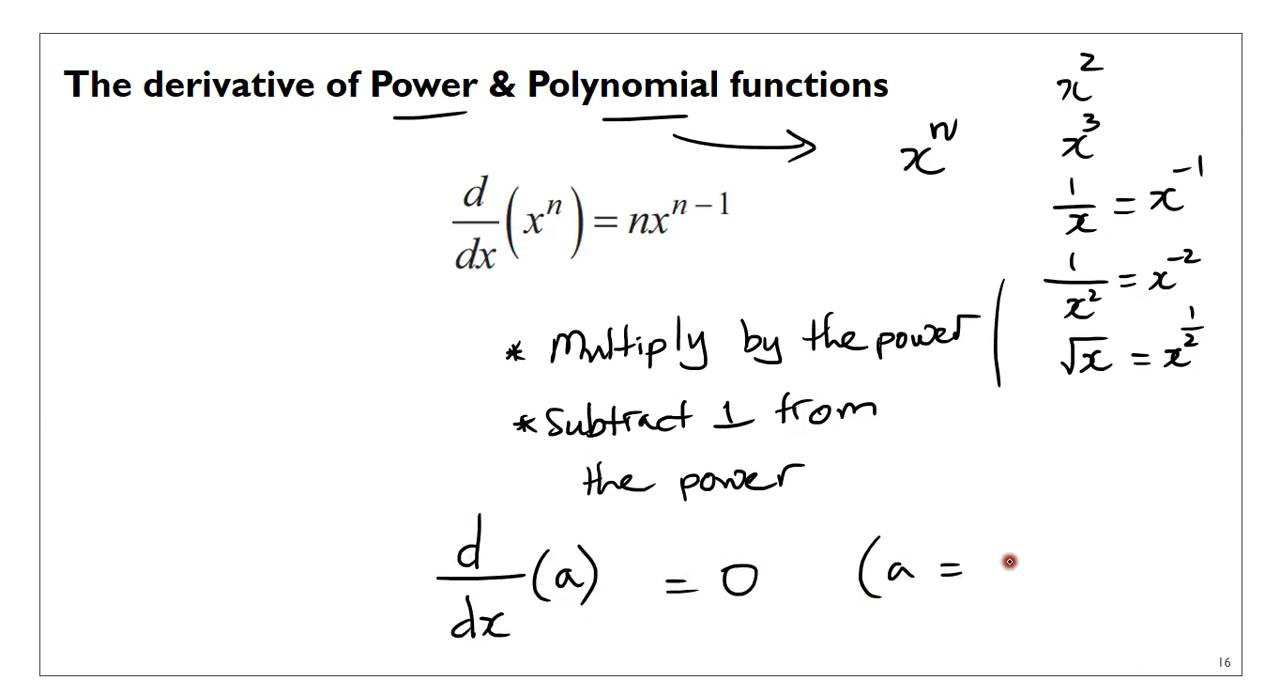 The derivative of Power & Polynomial functions
x^n
x^2
x^3
1/x = x^-1
1/x^2 = x^-2
√x = x^1/2
d/dx (x^n) = nx^n-1
* Multiply by the power
* Subtract 1 from
the power
d/dx (a) = 0 (a =
16